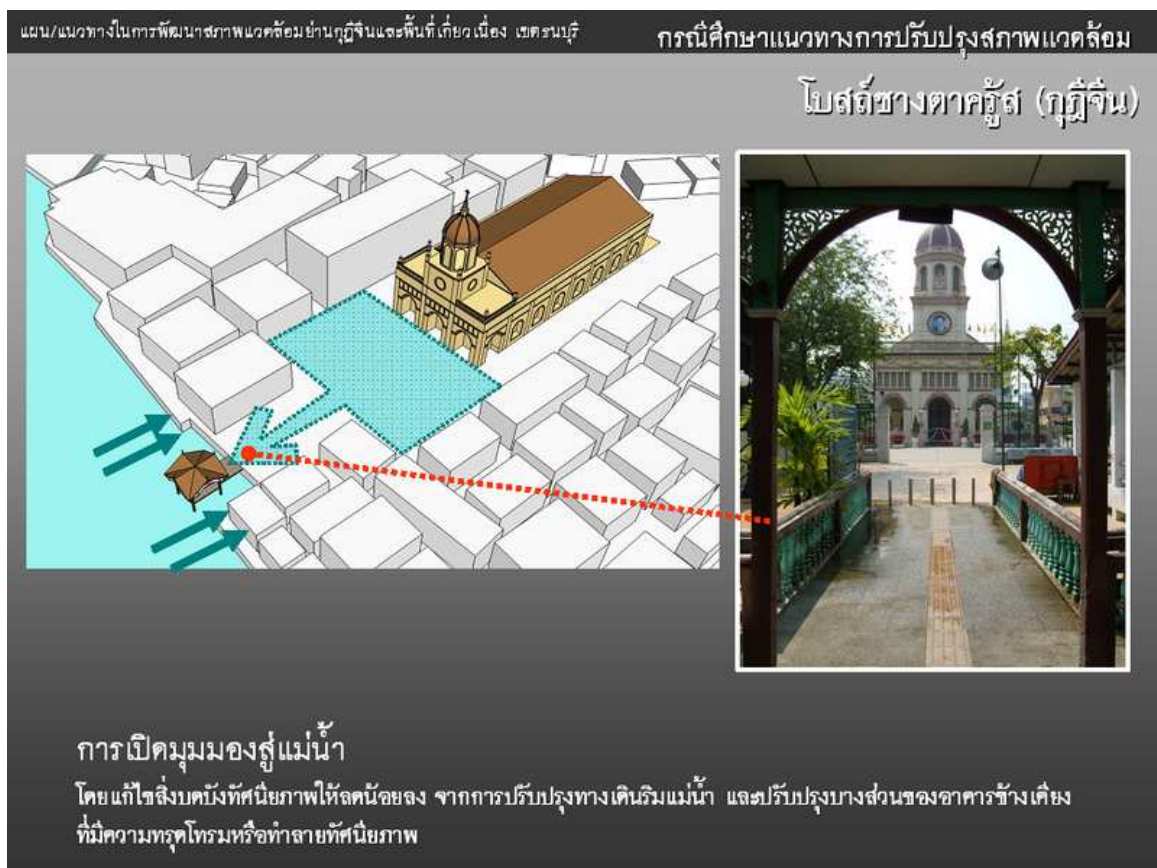 แผน/แนวทางในการพัฒนาสภาพแวดล้อมย่านกุฎีจีนและพื้นที่เกี่ยวเนื่อง เขตธนบุรี
กรณีศึกษาแนวทางการปรับปรุงสภาพแวดล้อม
โบสถ์ซางตาครู้ส (กุฎีจีน)
การเปิดมุมมองสู่แม่น้ำ
โดยแก้ไขสิ่งบดบังทัศนียภาพให้ลดน้อยลง จากการปรับปรุงทางเดินริมแม่น้ำ และปรับปรุงบางส่วนของอาคารข้างเคียง
ที่มีความทรุดโทรมหรือทำลายทัศนียภาพ